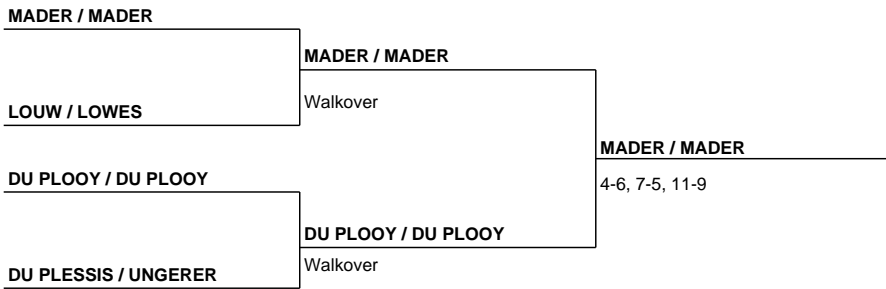 MADER / MADER
MADER / MADER
Walkover
LOUW / LOWES
MADER / MADER
4-6, 7-5, 11-9
DU PLOOY / DU PLOOY
DU PLOOY / DU PLOOY
Walkover
DU PLESSIS / UNGERER